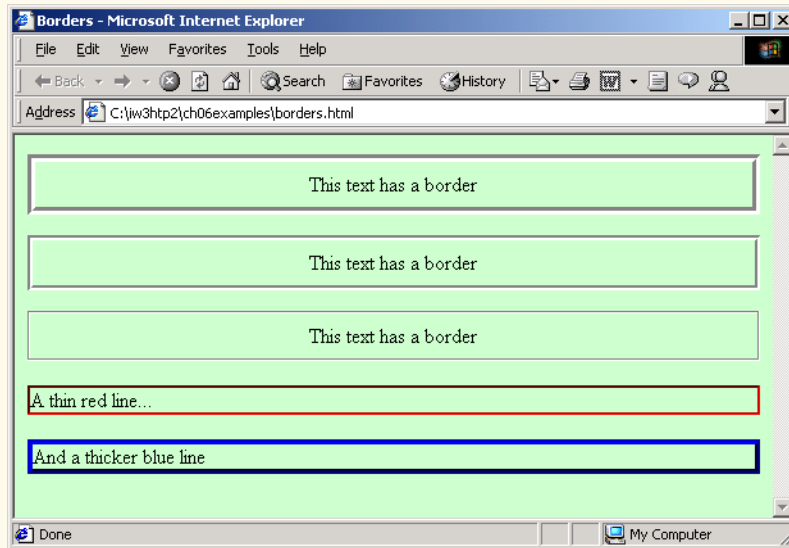 Borders - Microsoft Internet Explorer
File Edit View Favorites Tools Help
Back Search Favorites History
Address C:\iw3htp2\ch06examples\borders.html
This text has a border
This text has a border
This text has a border
A thin red line...
And a thicker blue line
Done My Computer